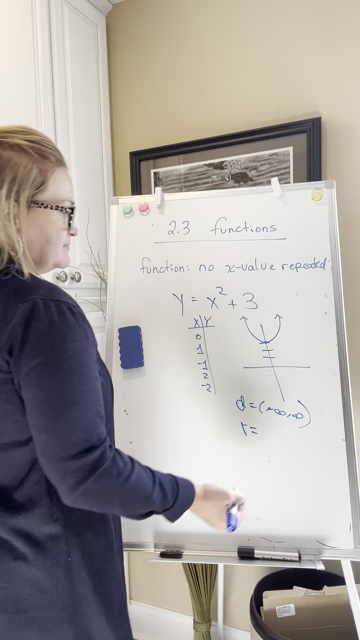 2.3 functions
function: no x-value repeated
y = x² + 3
x | y
0
1
-1
2
-2
d = (-∞, ∞)
r =